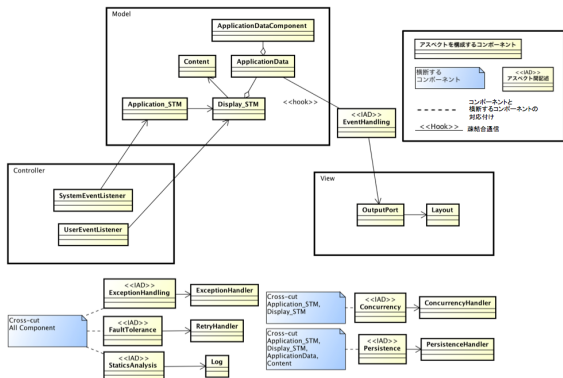 Model
ApplicationDataComponent
Content
ApplicationData
Application_STM
Display_STM
<<hook>>
<<IAD>>
EventHandling
アスペクトを構成するコンポーネント
横断する
コンポーネント
<<IAD>>
アスペクト間記述
コンポーネントと
横断するコンポーネントの
対応付け
<<Hook>>
疎結合通信
Controller
SystemEventListener
UserEventListener
View
OutputPort
Layout
Cross-cut
All Component
<<IAD>>
ExceptionHandling
ExceptionHandler
<<IAD>>
FaultTolerance
RetryHandler
<<IAD>>
StaticsAnalysis
Log
Cross-cut
Application_STM,
Display_STM
<<IAD>>
Concurrency
ConcurrencyHandler
Cross-cut
Application_STM,
Display_STM,
ApplicationData,
Content
<<IAD>>
Persistence
PersistenceHandler